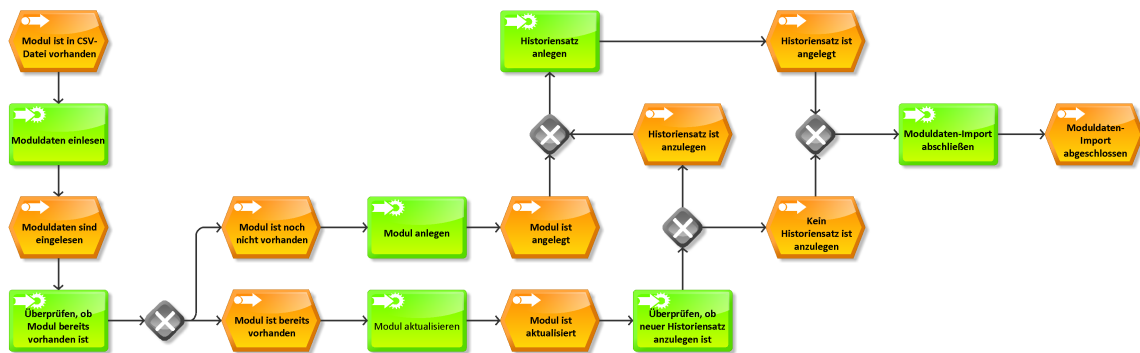 Modul ist in CSV-
Datei vorhanden
Moduldaten einlesen
Moduldaten sind
eingelesen
Überprüfen, ob
Modul bereits
vorhanden ist
Modul ist noch
nicht vorhanden
Modul anlegen
Modul ist
angelegt
Modul ist bereits
vorhanden
Modul aktualisieren
Modul ist
aktualisiert
Überprüfen, ob
neuer Historiensatz
anzulegen ist
Historiensatz ist
anzulegen
Kein
Historiensatz ist
anzulegen
Historiensatz
anlegen
Historiensatz ist
angelegt
Moduldaten-Import
abschließen
Moduldaten-
Import
abgeschlossen